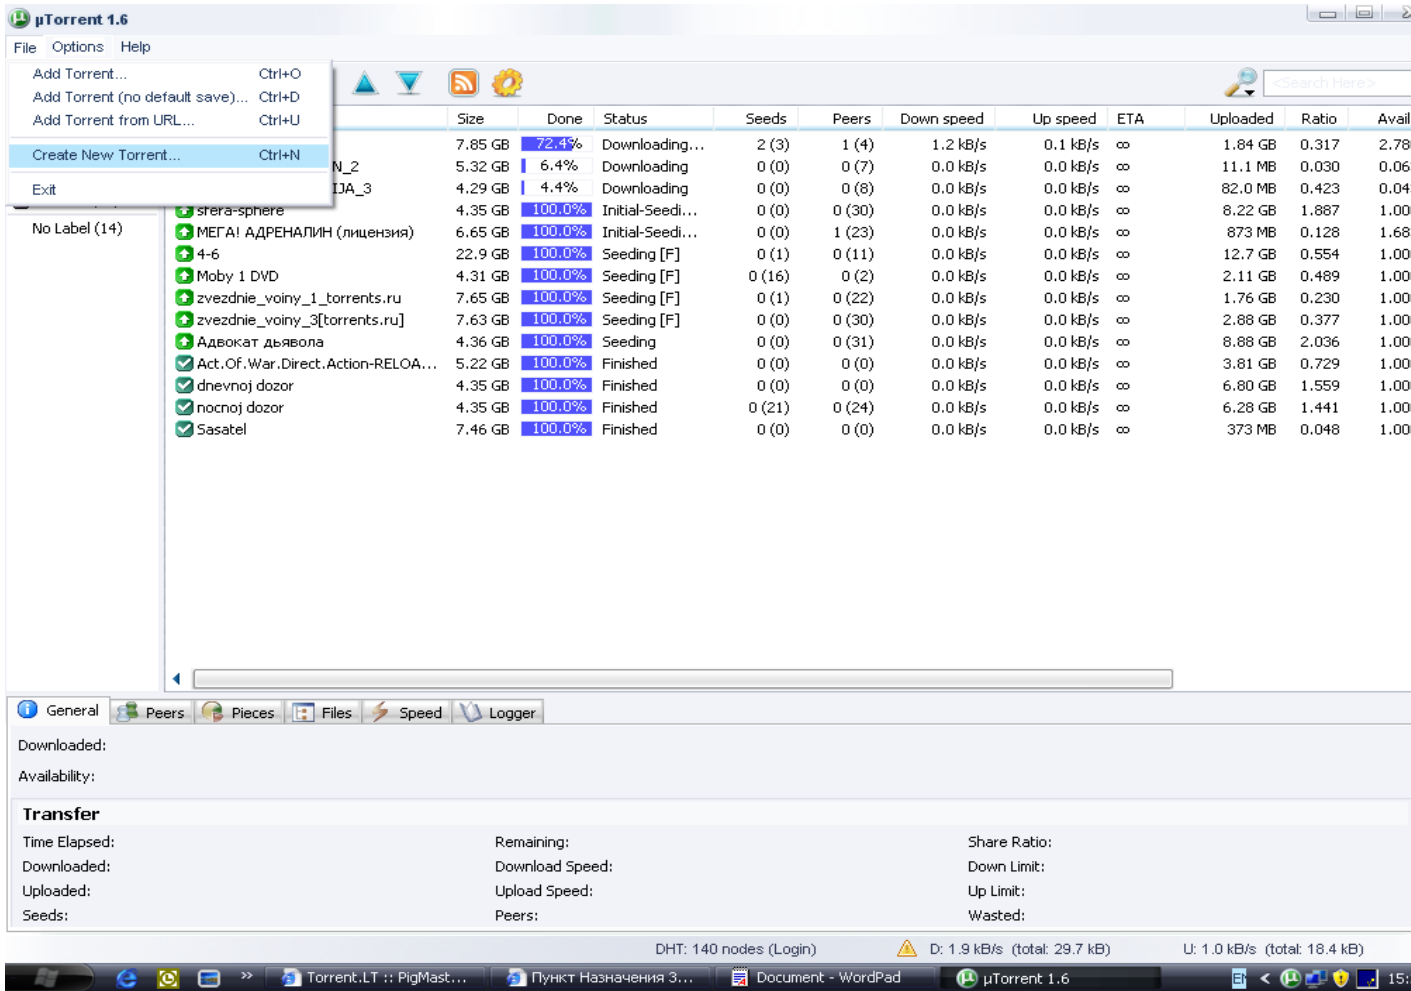 µTorrent 1.6
File Options Help
Add Torrent... Ctrl+O
Add Torrent (no default save)... Ctrl+D
Add Torrent from URL... Ctrl+U
Create New Torrent... Ctrl+N
Exit
No Label (14)
<Search Here>
Size Done Status Seeds Peers Down speed Up speed ETA Uploaded Ratio Avail
7.85 GB 72.4% Downloading... 2 (3) 1 (4) 1.2 kB/s 0.1 kB/s ∞ 1.84 GB 0.317 2.78
N_2 5.32 GB 6.4% Downloading 0 (0) 0 (7) 0.0 kB/s 0.0 kB/s ∞ 11.1 MB 0.030 0.06
IJA_3 4.29 GB 4.4% Downloading 0 (0) 0 (8) 0.0 kB/s 0.0 kB/s ∞ 82.0 MB 0.423 0.04
sfera-sphere 4.35 GB 100.0% Initial-Seedi... 0 (0) 0 (30) 0.0 kB/s 0.0 kB/s ∞ 8.22 GB 1.887 1.00
МЕГА! АДРЕНАЛИН (лицензия) 6.65 GB 100.0% Initial-Seedi... 0 (0) 1 (23) 0.0 kB/s 0.0 kB/s ∞ 873 MB 0.128 1.68
4-6 22.9 GB 100.0% Seeding [F] 0 (1) 0 (11) 0.0 kB/s 0.0 kB/s ∞ 12.7 GB 0.554 1.00
Moby 1 DVD 4.31 GB 100.0% Seeding [F] 0 (16) 0 (2) 0.0 kB/s 0.0 kB/s ∞ 2.11 GB 0.489 1.00
zvezdnie_voiny_1_torrents.ru 7.65 GB 100.0% Seeding [F] 0 (1) 0 (22) 0.0 kB/s 0.0 kB/s ∞ 1.76 GB 0.230 1.00
zvezdnie_voiny_3[torrents.ru] 7.63 GB 100.0% Seeding [F] 0 (0) 0 (30) 0.0 kB/s 0.0 kB/s ∞ 2.88 GB 0.377 1.00
Адвокат дьявола 4.36 GB 100.0% Seeding 0 (0) 0 (31) 0.0 kB/s 0.0 kB/s ∞ 8.88 GB 2.036 1.00
Act.Of.War.Direct.Action-RELOA... 5.22 GB 100.0% Finished 0 (0) 0 (0) 0.0 kB/s 0.0 kB/s ∞ 3.81 GB 0.729 1.00
dnevnoj dozor 4.35 GB 100.0% Finished 0 (0) 0 (0) 0.0 kB/s 0.0 kB/s ∞ 6.80 GB 1.559 1.00
nocnoj dozor 4.35 GB 100.0% Finished 0 (21) 0 (24) 0.0 kB/s 0.0 kB/s ∞ 6.28 GB 1.441 1.00
Sasatel 7.46 GB 100.0% Finished 0 (0) 0 (0) 0.0 kB/s 0.0 kB/s ∞ 373 MB 0.048 1.00
General Peers Pieces Files Speed Logger
Downloaded:
Availability:
Transfer
Time Elapsed: Remaining: Share Ratio:
Downloaded: Download Speed: Down Limit:
Uploaded: Upload Speed: Up Limit:
Seeds: Peers: Wasted:
DHT: 140 nodes (Login) D: 1.9 kB/s (total: 29.7 kB) U: 1.0 kB/s (total: 18.4 kB)
Torrent.LT :: PigMast... Пункт Назначения 3... Document - WordPad µTorrent 1.6 15: